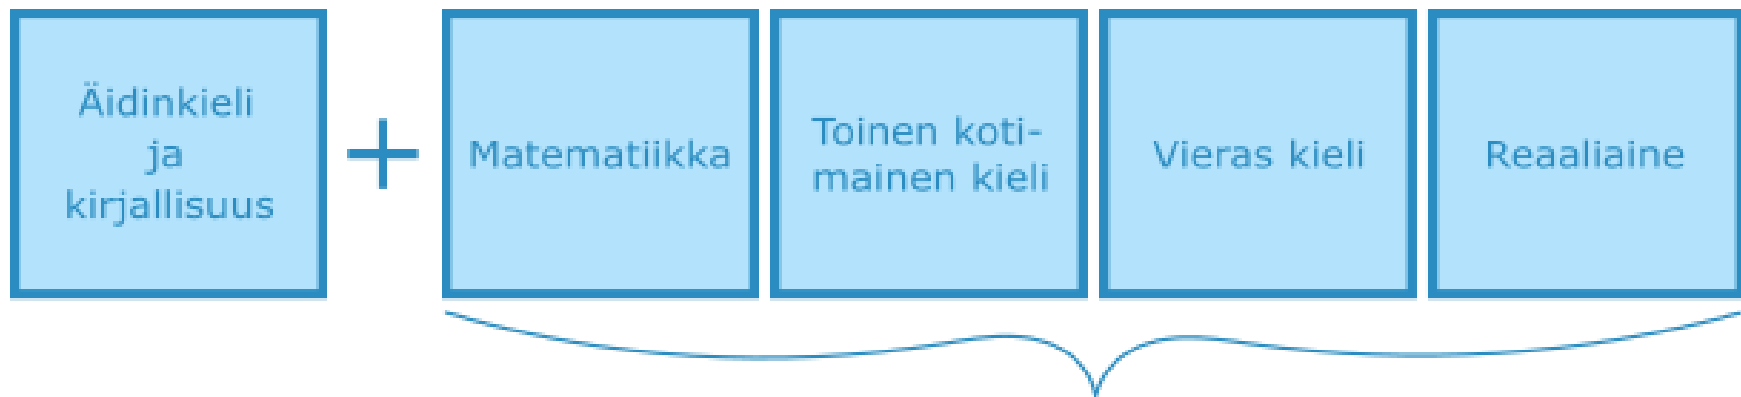 Äidinkieli
ja
kirjallisuus
+
Matematiikka
Toinen koti-
mainen kieli
Vieras kieli
Reaaliaine